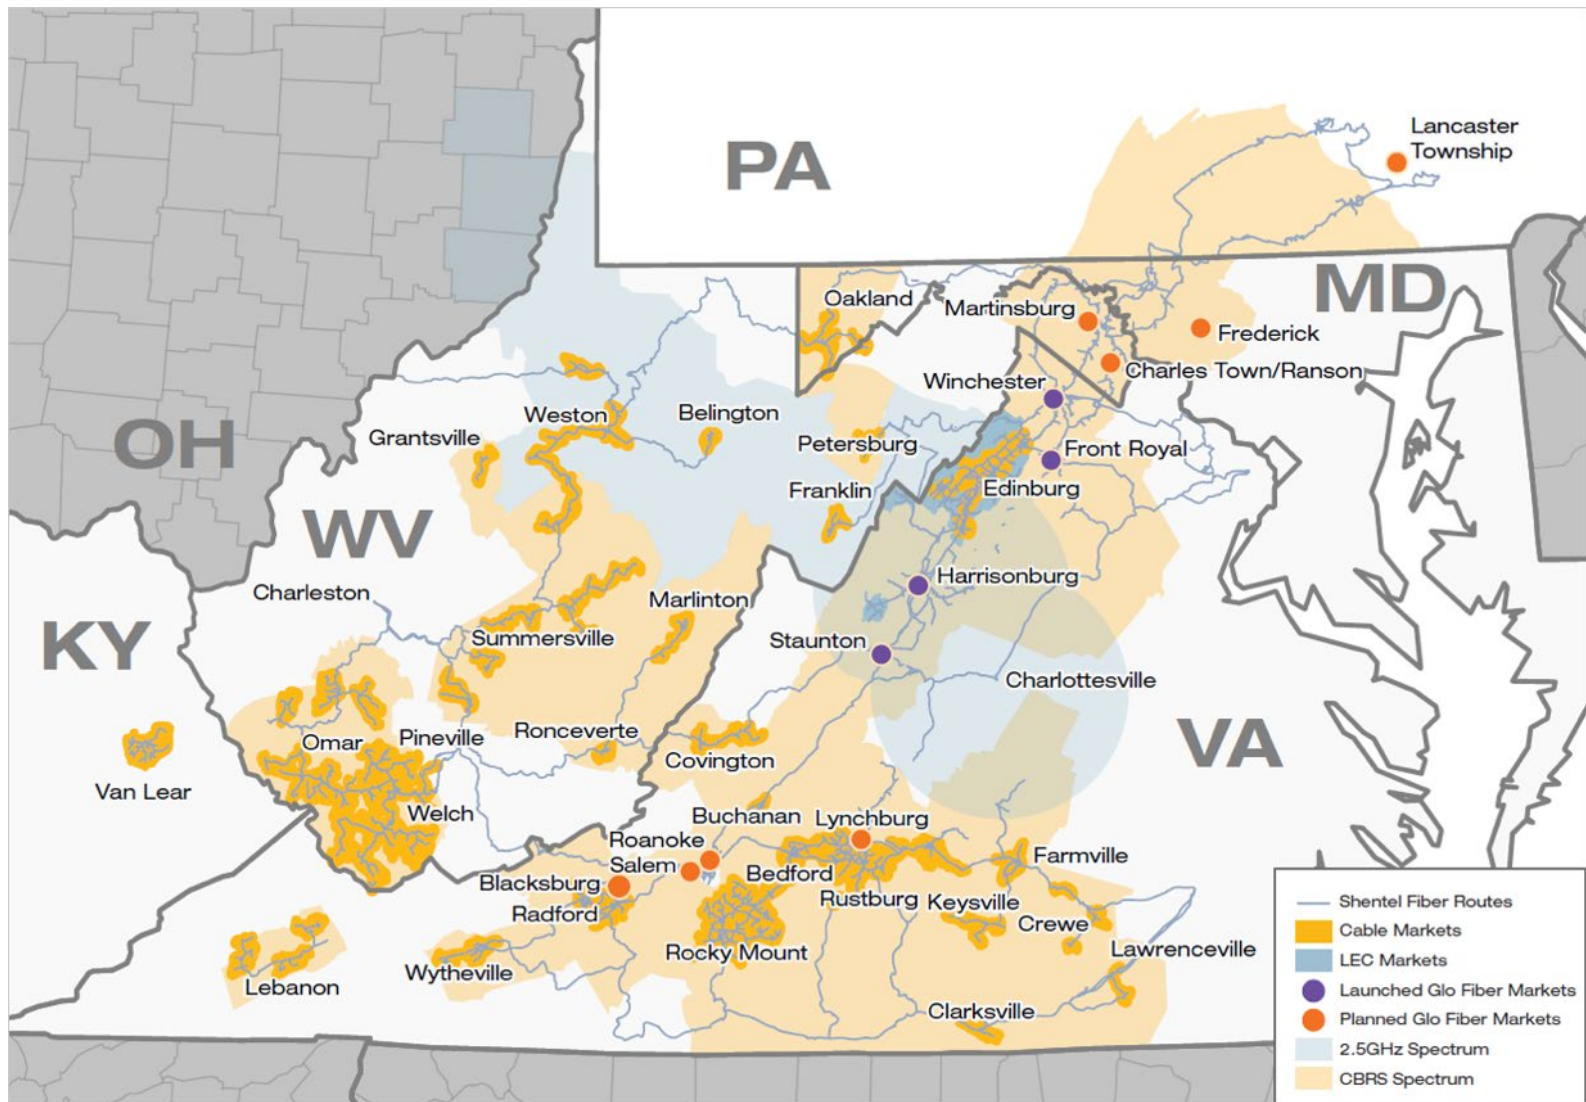 PA
Lancaster
Township
MD
Oakland
Martinsburg
Frederick
Charles Town/Ranson
Winchester
OH
Weston
Belington
Grantsville
Petersburg
Front Royal
Franklin
Edinburg
WV
Harrisonburg
Charleston
Marlinton
KY
Summersville
Staunton
Charlottesville
Omar
Pineville
Ronceverte
VA
Covington
Van Lear
Welch
Buchanan
Lynchburg
Roanoke
Salem
Farmville
Bedford
Blacksburg
Rustburg
Keysville
Radford
Crewe
Rocky Mount
Lawrenceville
Wytheville
Lebanon
Clarksville
Shentel Fiber Routes
Cable Markets
LEC Markets
Launched Glo Fiber Markets
Planned Glo Fiber Markets
2.5GHz Spectrum
CBRS Spectrum